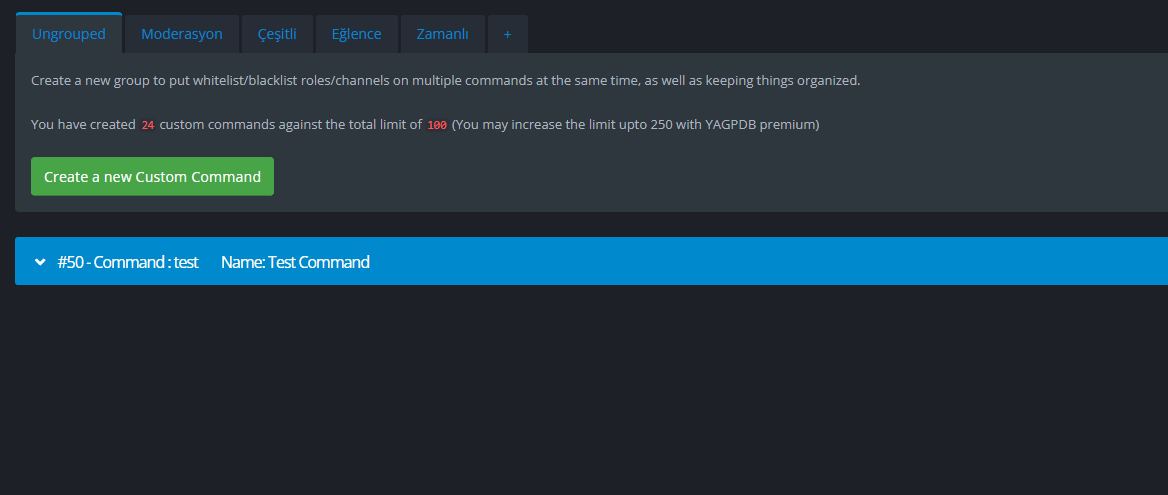 Ungrouped Moderasyon Çeşitli Eğlence Zamanlı +
Create a new group to put whitelist/blacklist roles/channels on multiple commands at the same time, as well as keeping things organized.
You have created 24 custom commands against the total limit of 100 (You may increase the limit upto 250 with YAGPDB premium)
Create a new Custom Command
#50 - Command : test Name: Test Command